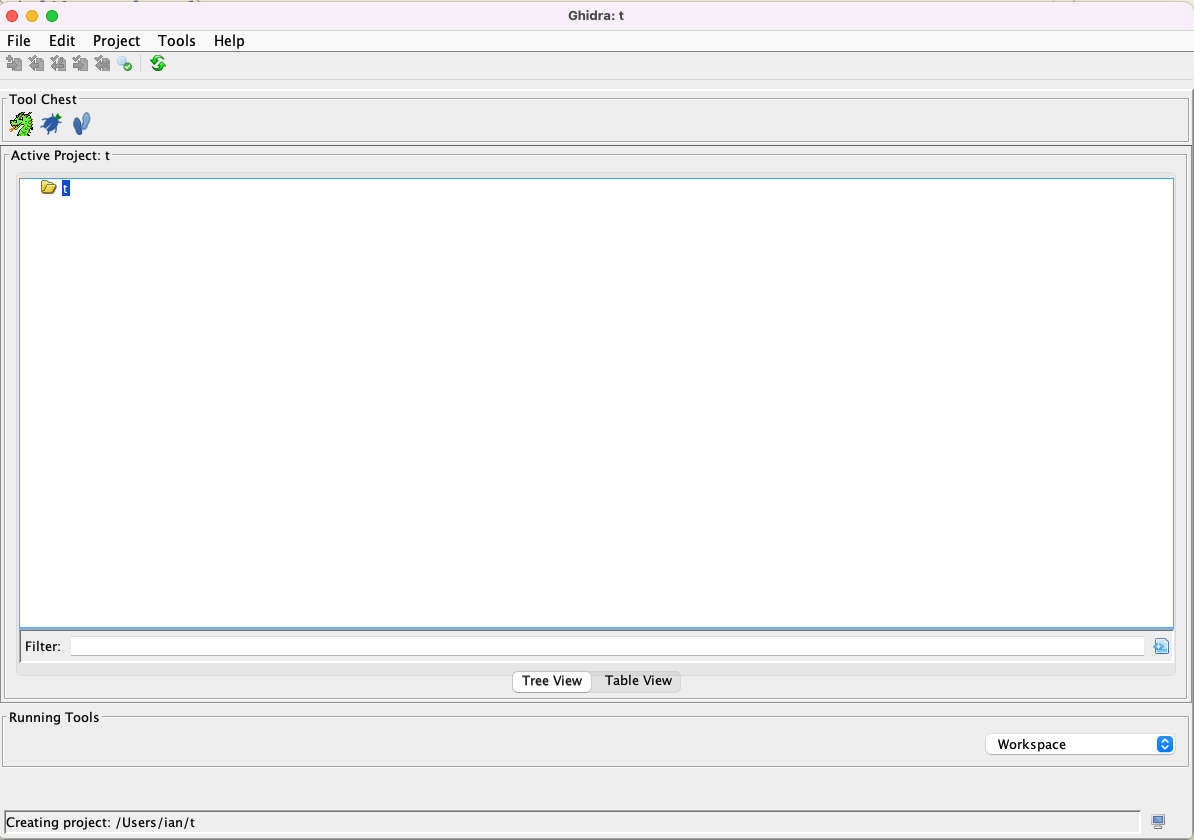 Ghidra: t
File Edit Project Tools Help
Tool Chest
Active Project: t
t
Filter:
Tree View Table View
Running Tools
Workspace
Creating project: /Users/ian/t